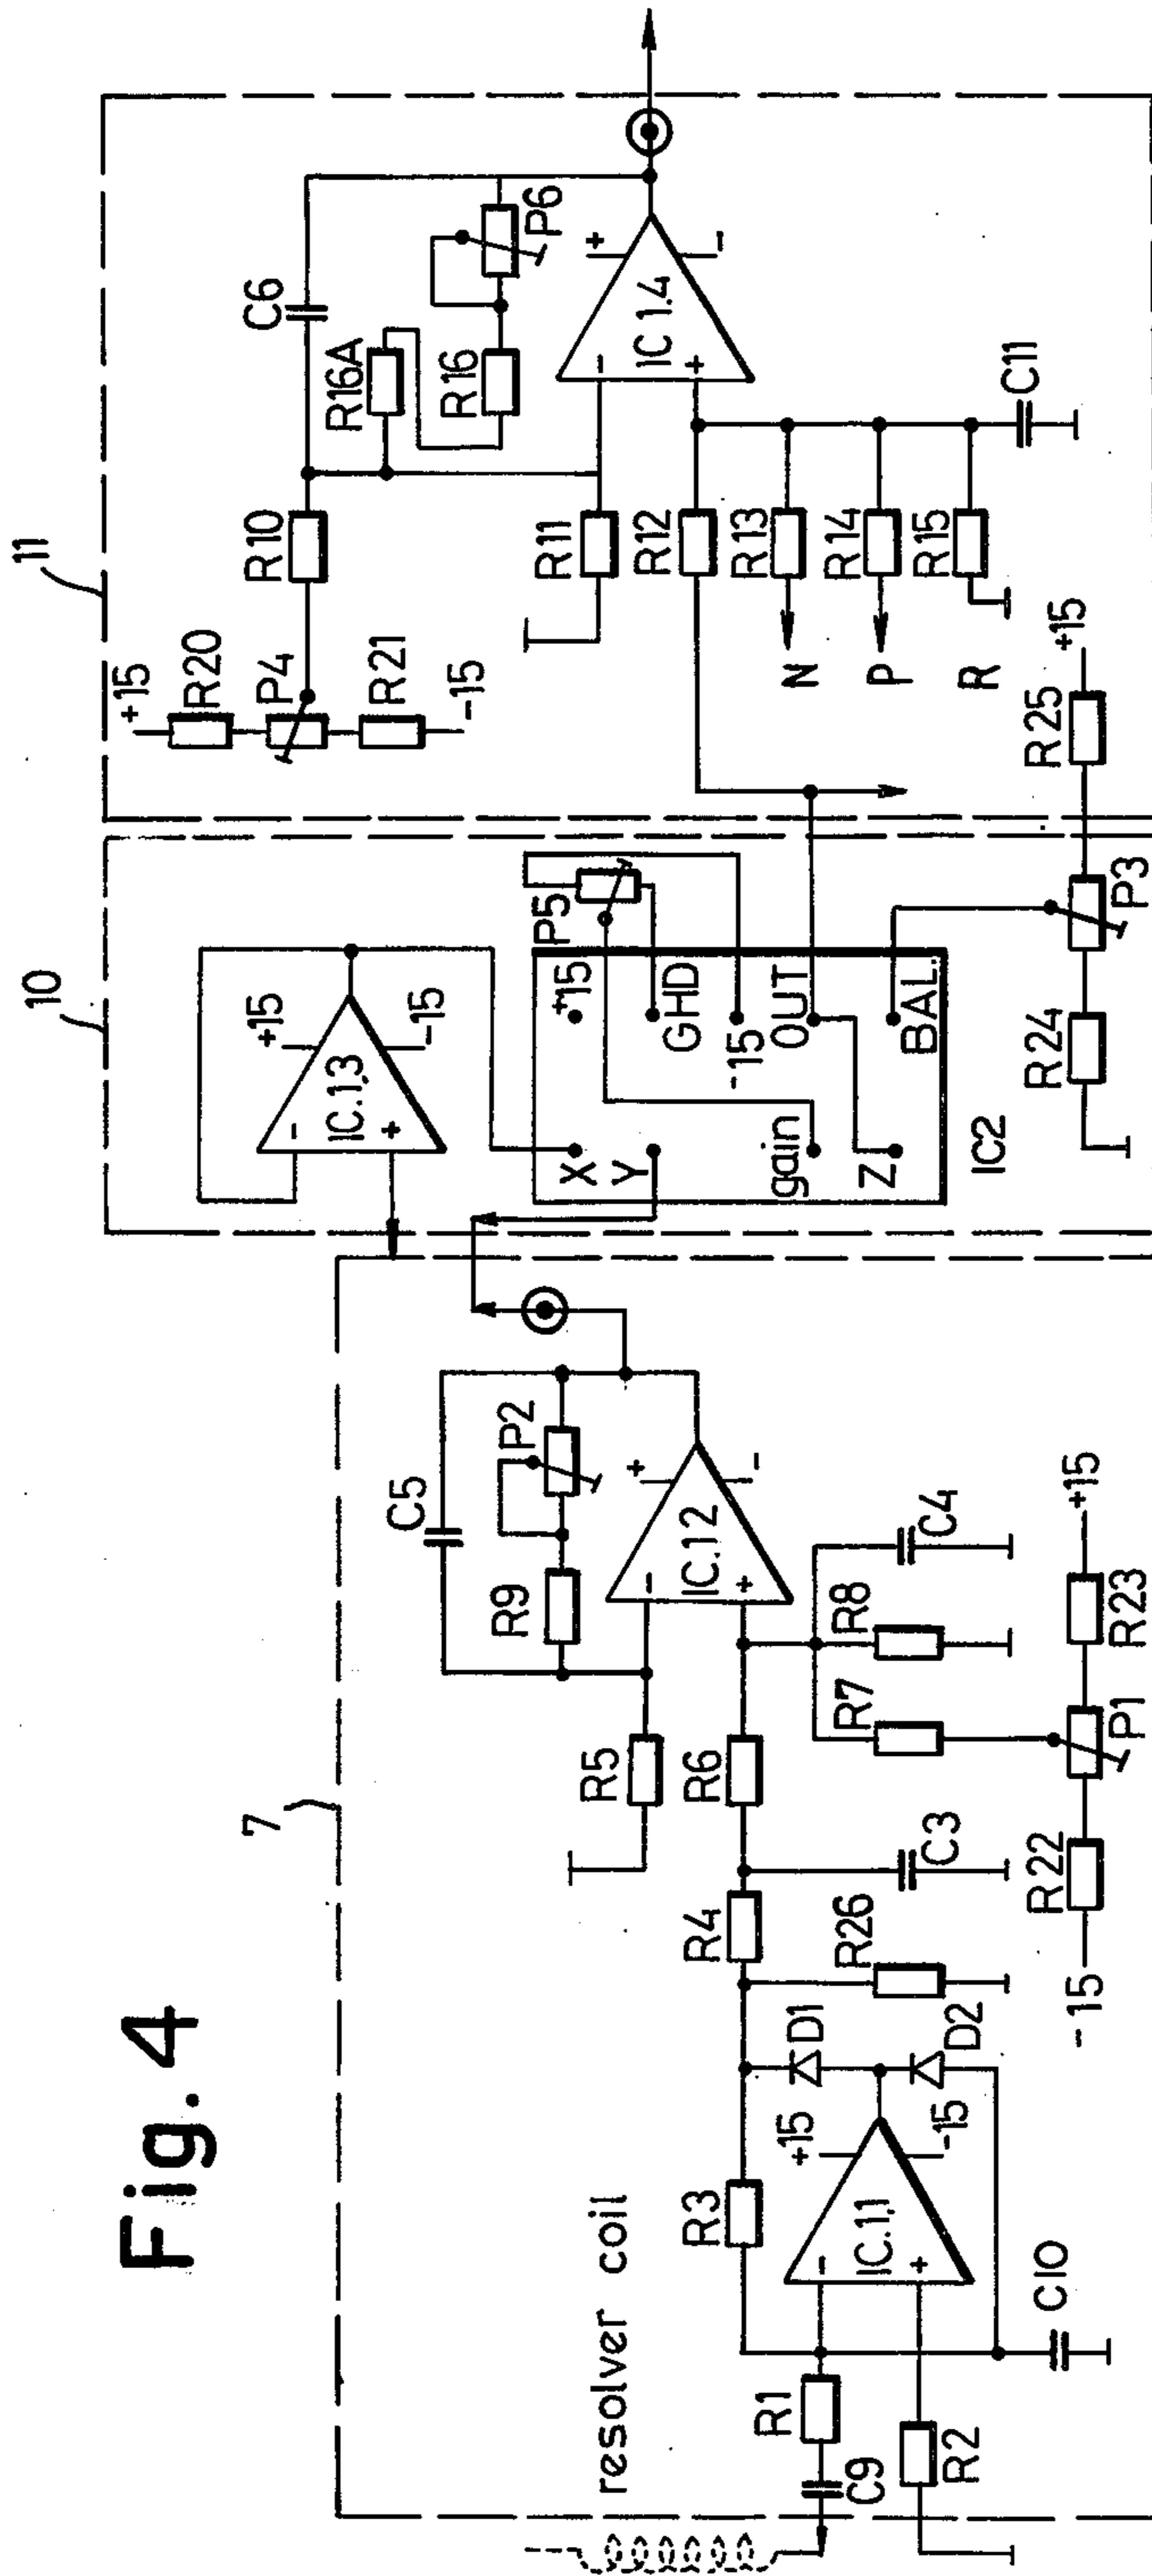 Fig. 4
7
resolver coil
C9
R1
R2
C10
IC.1,1
-
+
+15
-15
R3
D1
D2
R26
R4
C3
R22
-15
P1
R23
+15
R5
R6
R7
R8
C4
R9
P2
C5
IC.1 2
-
+
+
-
10
IC.1,3
-
+
+15
-15
X
Y
gain
Z
+15
GHD
-15
OUT
BAL.
IC2
P5
R24
P3
R25
+15
11
+15
R20
P4
R21
-15
R10
R11
R12
R13
R14
R15
N
P
R
C6
R16A
R16
P6
IC 1.4
-
+
+
-
C11